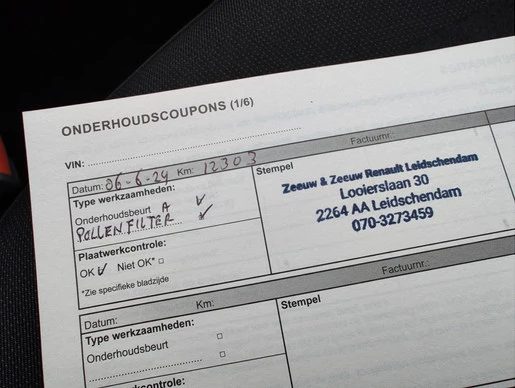 ONDERHOUDSCOUPONS (1/6)
VIN:
Datum: 06-6-24 Km: 12303 Factuurnr.:
Type werkzaamheden:
Onderhoudsbeurt A ✓
POLLENFILTER ✓
Plaatwerkcontrole:
OK ✓ Niet OK* □
*Zie specifieke bladzijde
Stempel
Zeeuw & Zeeuw Renault Leidschendam
Looierslaan 30
2264 AA Leidschendam
070-3273459
Datum: Km: Factuurnr.:
Type werkzaamheden:
Onderhoudsbeurt □
□
Plaatwerkcontrole:
Stempel